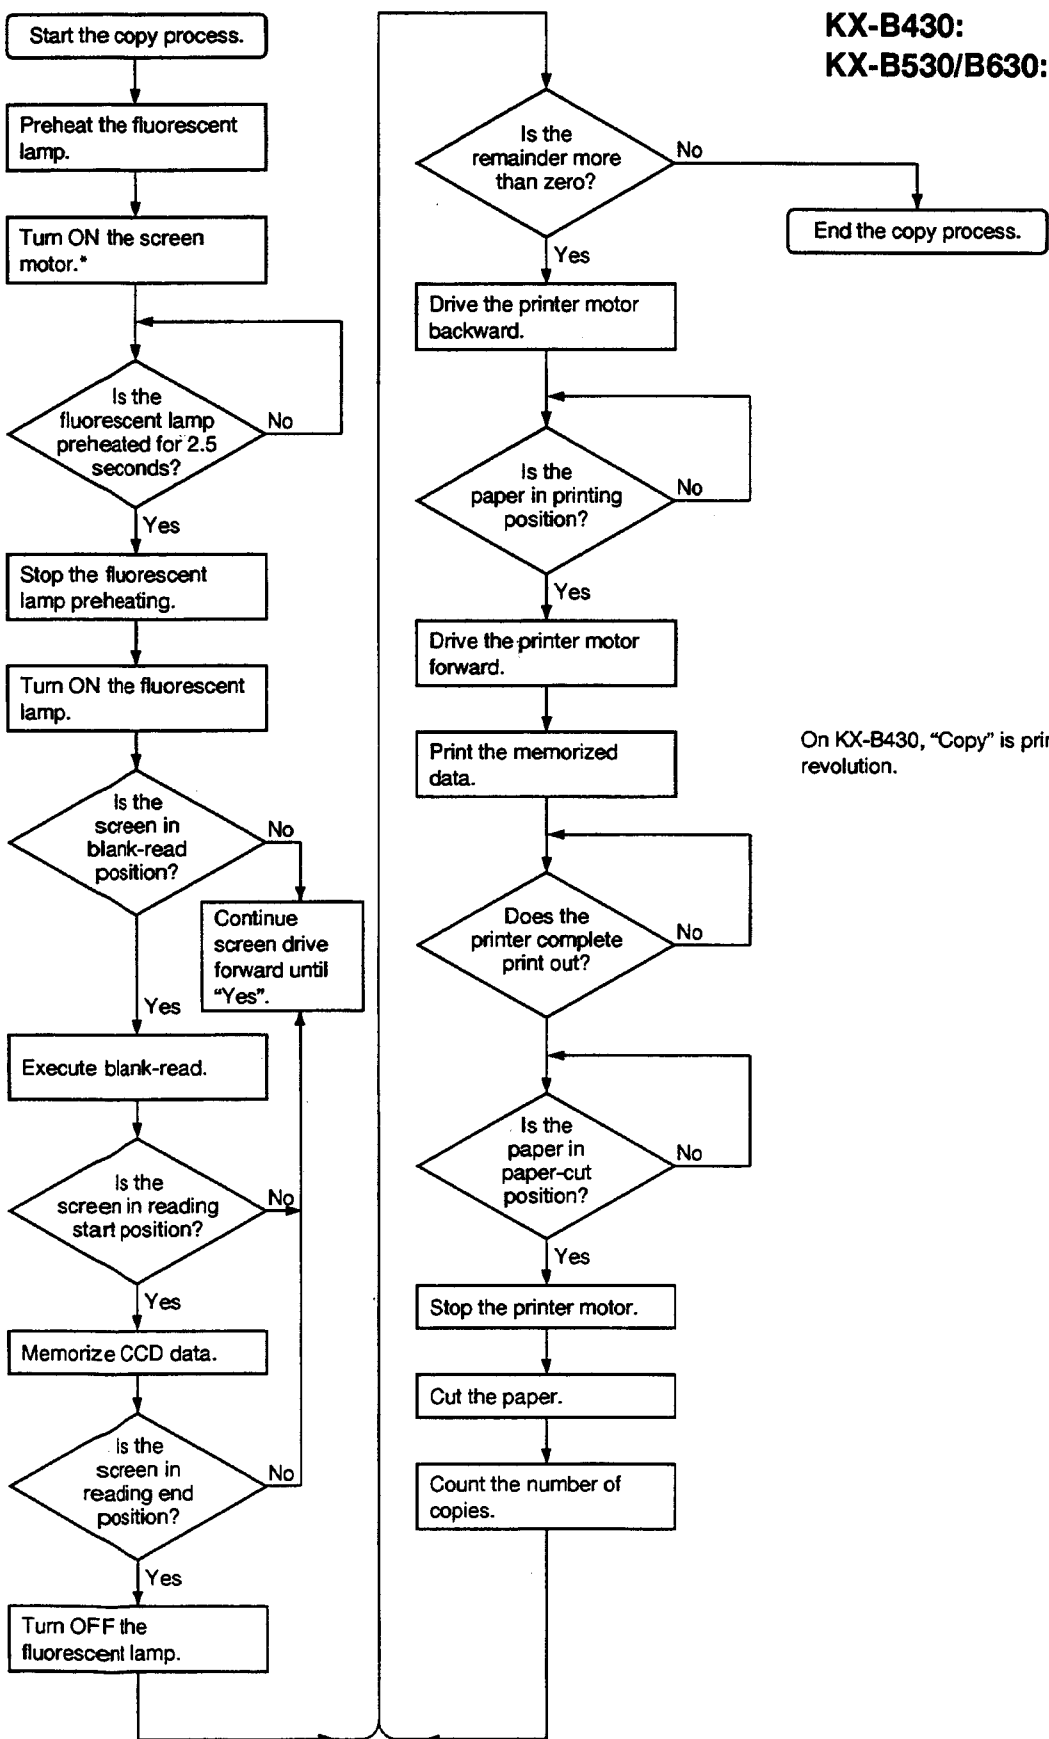 Start the copy process.
Preheat the fluorescent
lamp.
Turn ON the screen
motor.*
Is the
fluorescent lamp
preheated for 2.5
seconds?
No
Yes
Stop the fluorescent
lamp preheating.
Turn ON the fluorescent
lamp.
Is the
screen in
blank-read
position?
No
Continue
screen drive
forward until
“Yes”.
Yes
Execute blank-read.
Is the
screen in reading
start position?
No
Yes
Memorize CCD data.
Is the
screen in
reading end
position?
No
Yes
Turn OFF the
fluorescent lamp.
Is the
remainder more
than zero?
No
End the copy process.
Yes
Drive the printer motor
backward.
Is the
paper in printing
position?
No
Yes
Drive the printer motor
forward.
Print the memorized
data.
Does the
printer complete
print out?
No
Is the
paper in
paper-cut
position?
No
Yes
Stop the printer motor.
Cut the paper.
Count the number of
copies.
KX-B430:
KX-B530/B630:
On KX-B430, “Copy” is
revolution.